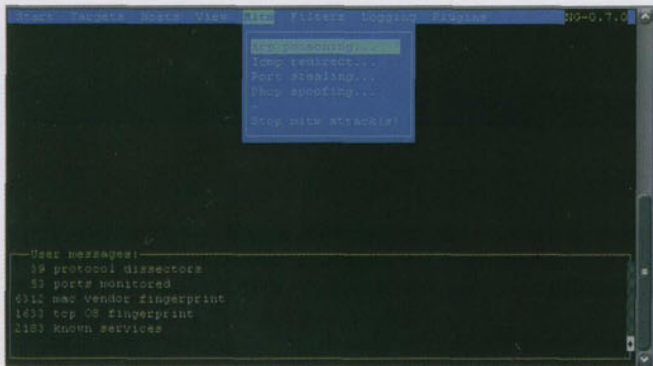 Start Targets Hosts View Mitm Filters Logging Plugins NG-0.7.0
Arp poisoning...
Icmp redirect...
Port stealing...
Dhcp spoofing...
Stop mitm attack(s)
User messages:
39 protocol dissectors
53 ports monitored
6312 mac vendor fingerprint
1633 tcp OS fingerprint
2183 known services